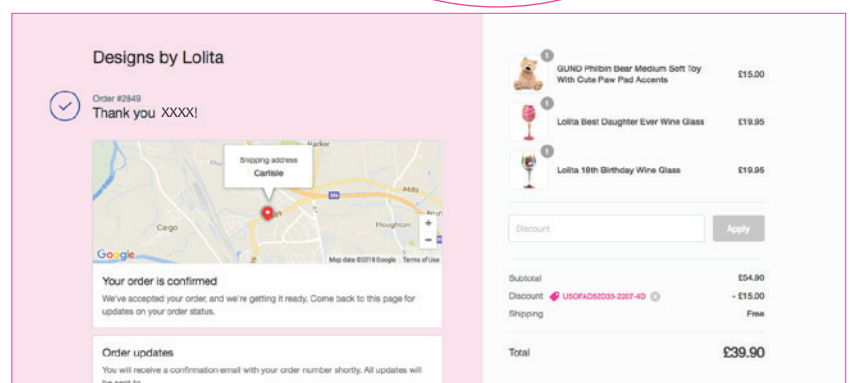 Designs by Lolita
Order #2849
Thank you XXXX!
Harker
Shipping address
Carlisle
A689
Cargo
Houghton
+
−
Google
Map data ©2018 Google Terms of Use
Your order is confirmed
We've accepted your order, and we're getting it ready. Come back to this page for
updates on your order status.
Order updates
You will receive a confirmation email with your order number shortly. All updates will
be sent to
1
GUND Philbin Bear Medium Soft Toy
With Cute Paw Pad Accents
£15.00
1
Lolita Best Daughter Ever Wine Glass
£19.95
1
Lolita 18th Birthday Wine Glass
£19.95
Discount
Apply
Subtotal £54.90
Discount
- £15.00
Shipping Free
Total £39.90